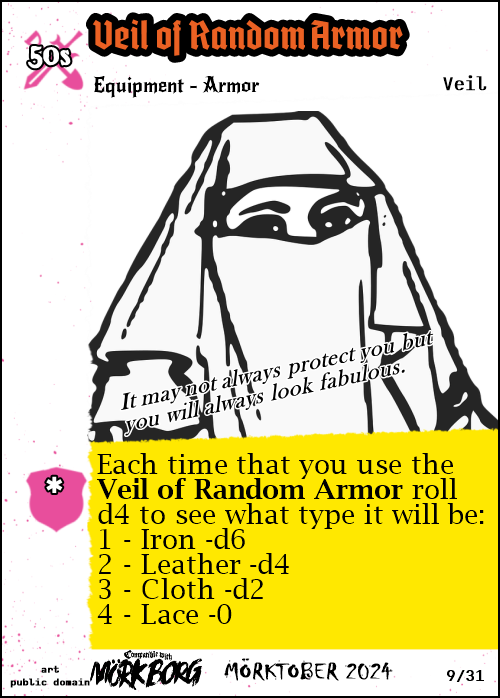 Veil of Random Armor
50s
Equipment - Armor
Veil
It may not always protect you but
you will always look fabulous.
*
Each time that you use the
Veil of Random Armor roll
d4 to see what type it will be:
1 - Iron -d6
2 - Leather -d4
3 - Cloth -d2
4 - Lace -0
art
public domain
Compatible with
MÖRK BORG
MÖRKTOBER 2024
9/31